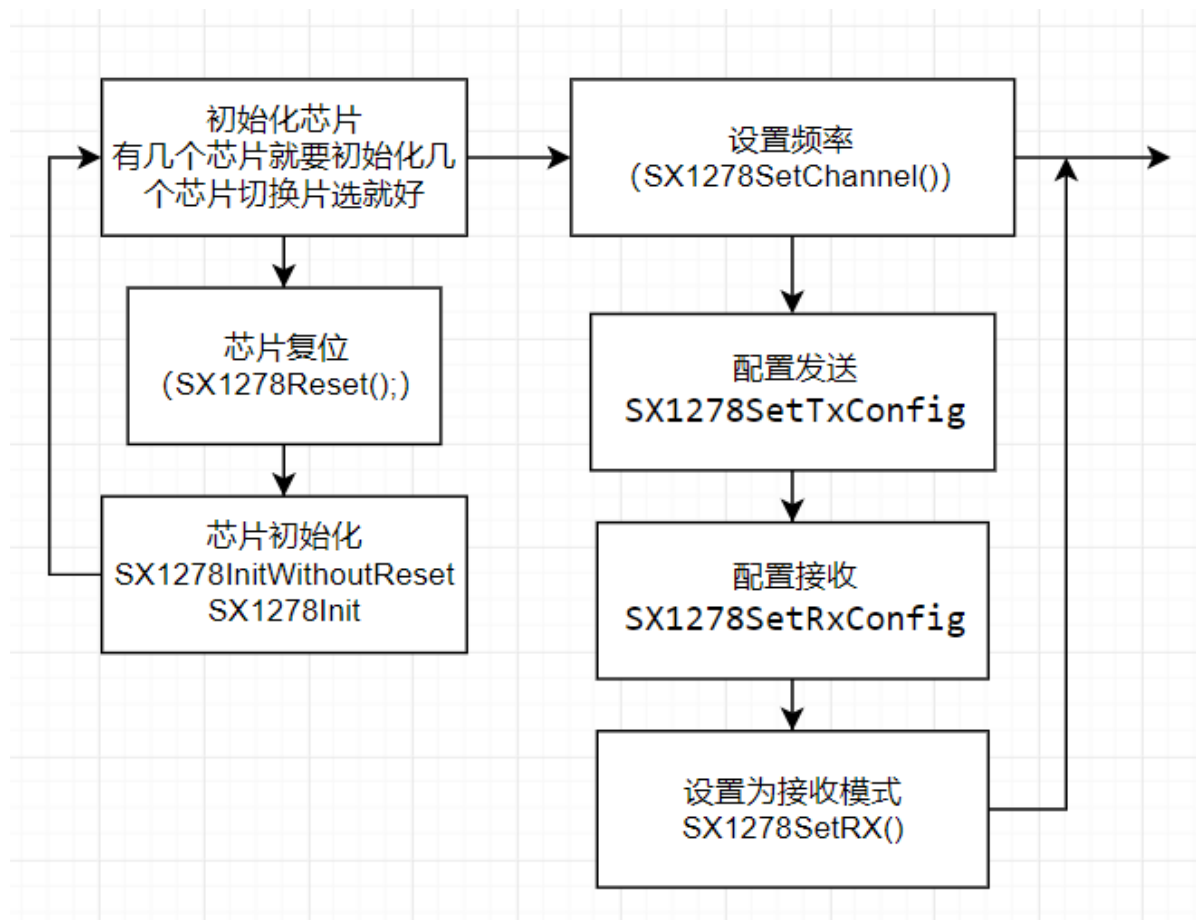 初始化芯片
有几个芯片就要初始化几
个芯片切换片选就好
芯片复位
（SX1278Reset();）
芯片初始化
SX1278InitWithoutReset
SX1278Init
设置频率
（SX1278SetChannel()）
配置发送
SX1278SetTxConfig
配置接收
SX1278SetRxConfig
设置为接收模式
SX1278SetRX()